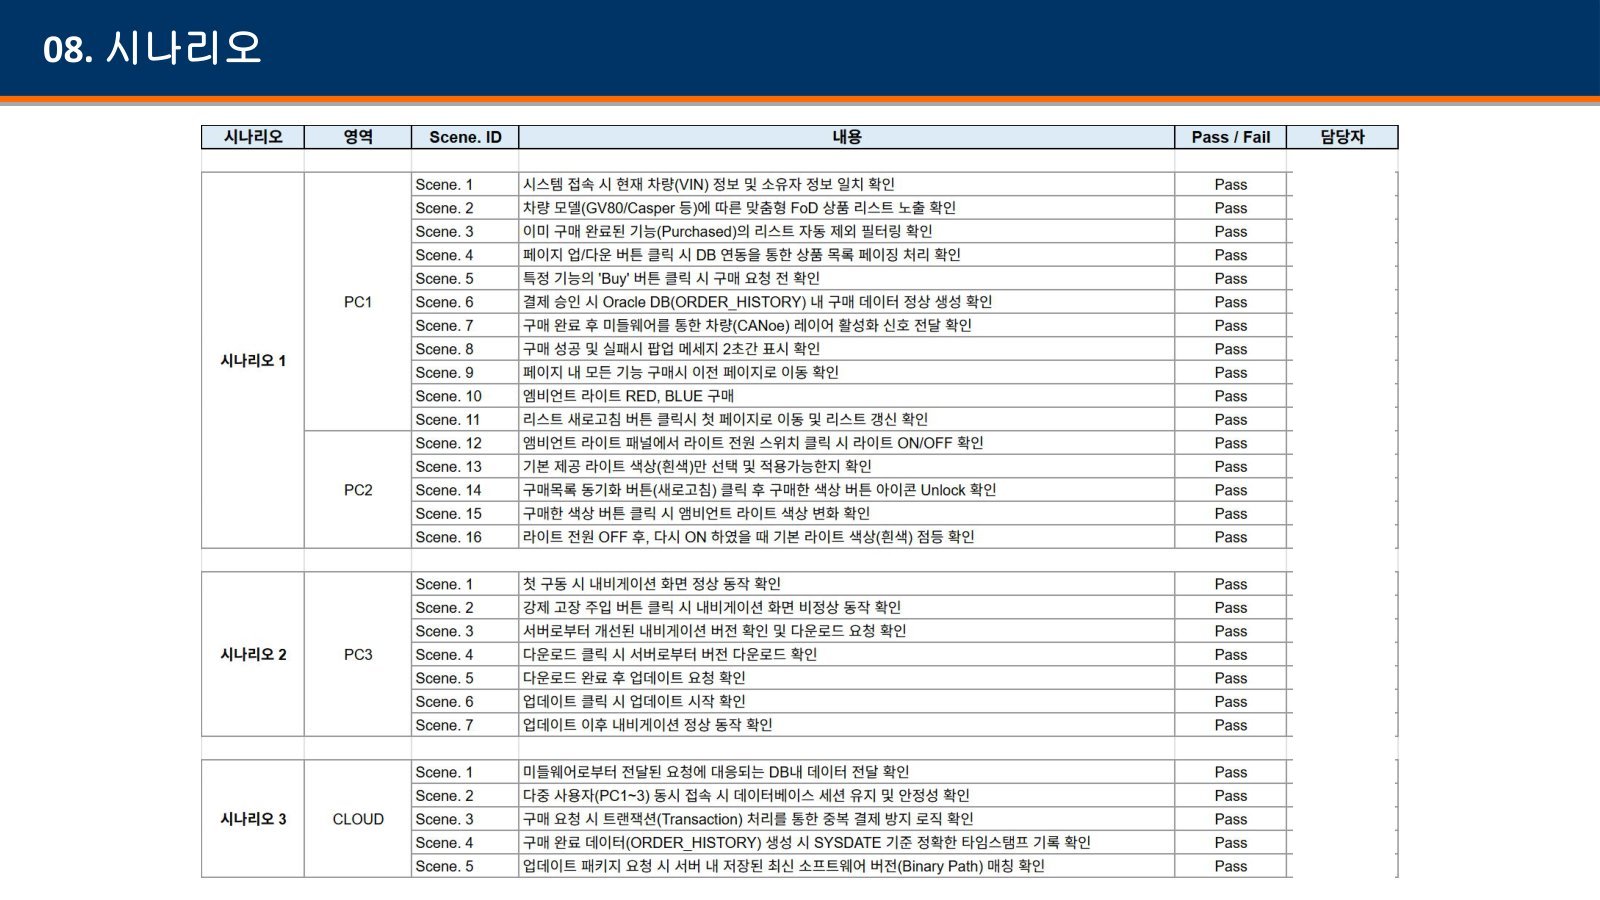 08. 시나리오
시나리오 영역 Scene. ID 내용 Pass / Fail 담당자
시나리오 1
PC1
Scene. 1 시스템 접속 시 현재 차량(VIN) 정보 및 소유자 정보 일치 확인 Pass
Scene. 2 차량 모델(GV80/Casper 등)에 따른 맞춤형 FoD 상품 리스트 노출 확인 Pass
Scene. 3 이미 구매 완료된 기능(Purchased)의 리스트 자동 제외 필터링 확인 Pass
Scene. 4 페이지 업/다운 버튼 클릭 시 DB 연동을 통한 상품 목록 페이징 처리 확인 Pass
Scene. 5 특정 기능의 'Buy' 버튼 클릭 시 구매 요청 전 확인 Pass
Scene. 6 결제 승인 시 Oracle DB(ORDER_HISTORY) 내 구매 데이터 정상 생성 확인 Pass
Scene. 7 구매 완료 후 미들웨어를 통한 차량(CANoe) 레이어 활성화 신호 전달 확인 Pass
Scene. 8 구매 성공 및 실패시 팝업 메세지 2초간 표시 확인 Pass
Scene. 9 페이지 내 모든 기능 구매시 이전 페이지로 이동 확인 Pass
Scene. 10 엠비언트 라이트 RED, BLUE 구매 Pass
Scene. 11 리스트 새로고침 버튼 클릭시 첫 페이지로 이동 및 리스트 갱신 확인 Pass
PC2
Scene. 12 앰비언트 라이트 패널에서 라이트 전원 스위치 클릭 시 라이트 ON/OFF 확인 Pass
Scene. 13 기본 제공 라이트 색상(흰색)만 선택 및 적용가능한지 확인 Pass
Scene. 14 구매목록 동기화 버튼(새로고침) 클릭 후 구매한 색상 버튼 아이콘 Unlock 확인 Pass
Scene. 15 구매한 색상 버튼 클릭 시 앰비언트 라이트 색상 변화 확인 Pass
Scene. 16 라이트 전원 OFF 후, 다시 ON 하였을 때 기본 라이트 색상(흰색) 점등 확인 Pass
시나리오 2
PC3
Scene. 1 첫 구동 시 내비게이션 화면 정상 동작 확인 Pass
Scene. 2 강제 고장 주입 버튼 클릭 시 내비게이션 화면 비정상 동작 확인 Pass
Scene. 3 서버로부터 개선된 내비게이션 버전 확인 및 다운로드 요청 확인 Pass
Scene. 4 다운로드 클릭 시 서버로부터 버전 다운로드 확인 Pass
Scene. 5 다운로드 완료 후 업데이트 요청 확인 Pass
Scene. 6 업데이트 클릭 시 업데이트 시작 확인 Pass
Scene. 7 업데이트 이후 내비게이션 정상 동작 확인 Pass
시나리오 3
CLOUD
Scene. 1 미들웨어로부터 전달된 요청에 대응되는 DB내 데이터 전달 확인 Pass
Scene. 2 다중 사용자(PC1~3) 동시 접속 시 데이터베이스 세션 유지 및 안정성 확인 Pass
Scene. 3 구매 요청 시 트랜잭션(Transaction) 처리를 통한 중복 결제 방지 로직 확인 Pass
Scene. 4 구매 완료 데이터(ORDER_HISTORY) 생성 시 SYSDATE 기준 정확한 타임스탬프 기록 확인 Pass
Scene. 5 업데이트 패키지 요청 시 서버 내 저장된 최신 소프트웨어 버전(Binary Path) 매칭 확인 Pass